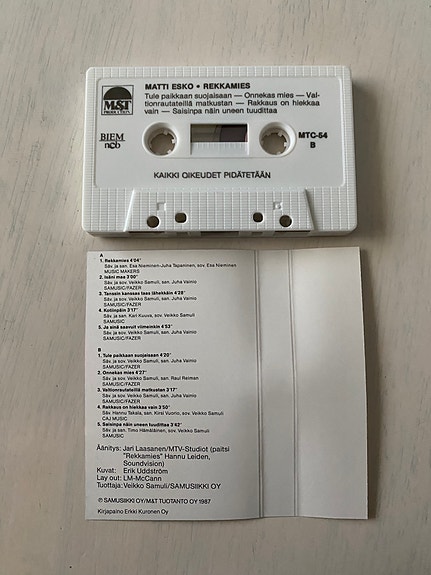 M&T
PRODUCTION
MATTI ESKO • REKKAMIES
Tule paikkaan suojaisaan — Onnekas mies — Val-
tionrautateillä matkustan — Rakkaus on hiekkaa
vain — Saisinpa näin uneen tuudittaa
BIEM
ncb
MTC-54
B
KAIKKI OIKEUDET PIDÄTETÄÄN
A
1. Rekkamies 4'04"
Säv. ja san. Esa Nieminen-Juha Tapaninen, sov. Esa Nieminen
MUSIC MAKERS
2. Isäni maa 3'00"
Säv. ja sov. Veikko Samuli, san. Juha Vainio
SAMUSIC/FAZER
3. Tanssin kanssas taas lähekkäin 4'28"
Säv. ja sov. Veikko Samuli, san. Juha Vainio
SAMUSIC/FAZER
4. Kotiinpäin 3'17"
Säv. ja san. Kari Kuuva, sov. Veikko Samuli
SAMUSIC
5. Ja sinä saavuit viimeinkin 4'53"
Säv. ja sov. Veikko Samuli, san. Juha Vainio
SAMUSIC/FAZER
B
1. Tule paikkaan suojaisaan 4'20"
Säv. ja sov. Veikko Samuli, san. Juha Vainio
SAMUSIC/FAZER
2. Onnekas mies 4'27"
Säv. ja sov. Veikko Samuli, san. Raul Reiman
SAMUSIC/FAZER
3. Valtionrautateillä matkustan 3'17"
Säv. ja sov. Veikko Samuli, san. Juha Vainio
SAMUSIC/FAZER
4. Rakkaus on hiekkaa vain 3'50"
Säv. Hannu Takala, san. Kirsi Vuorio, sov. Veikko Samuli
CAJ MUSIC
5. Saisinpa näin uneen tuudittaa 3'42"
Säv. ja san. Timo Hämäläinen, sov. Veikko Samuli
SAMUSIC
Äänitys: Jari Laasanen/MTV-Studiot (paitsi
"Rekkamies" Hannu Leiden,
Soundvision)
Kuvat: Erik Uddström
Lay out: LM-McCann
Tuottaja: Veikko Samuli/SAMUSIIKKI OY
Ⓟ SAMUSIIKKI OY/M&T TUOTANTO OY 1987
Kirjapaino Erkki Kuronen Oy